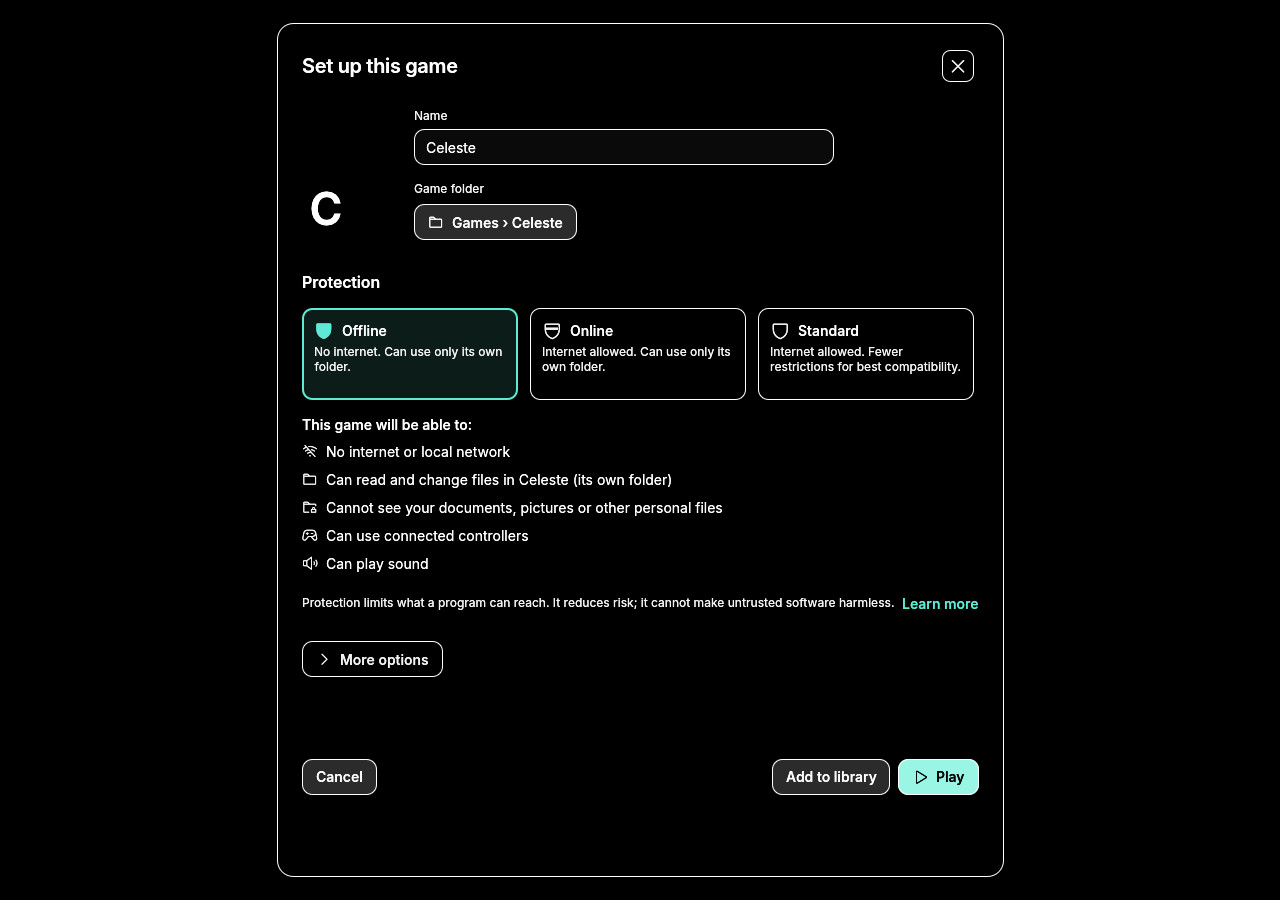 Set up this game
Name
Celeste
C
Game folder
Games › Celeste
Protection
Offline
No internet. Can use only its own
folder.
Online
Internet allowed. Can use only its
own folder.
Standard
Internet allowed. Fewer
restrictions for best compatibility.
This game will be able to:
No internet or local network
Can read and change files in Celeste (its own folder)
Cannot see your documents, pictures or other personal files
Can use connected controllers
Can play sound
Protection limits what a program can reach. It reduces risk; it cannot make untrusted software harmless. Learn more
More options
Cancel
Add to library
Play